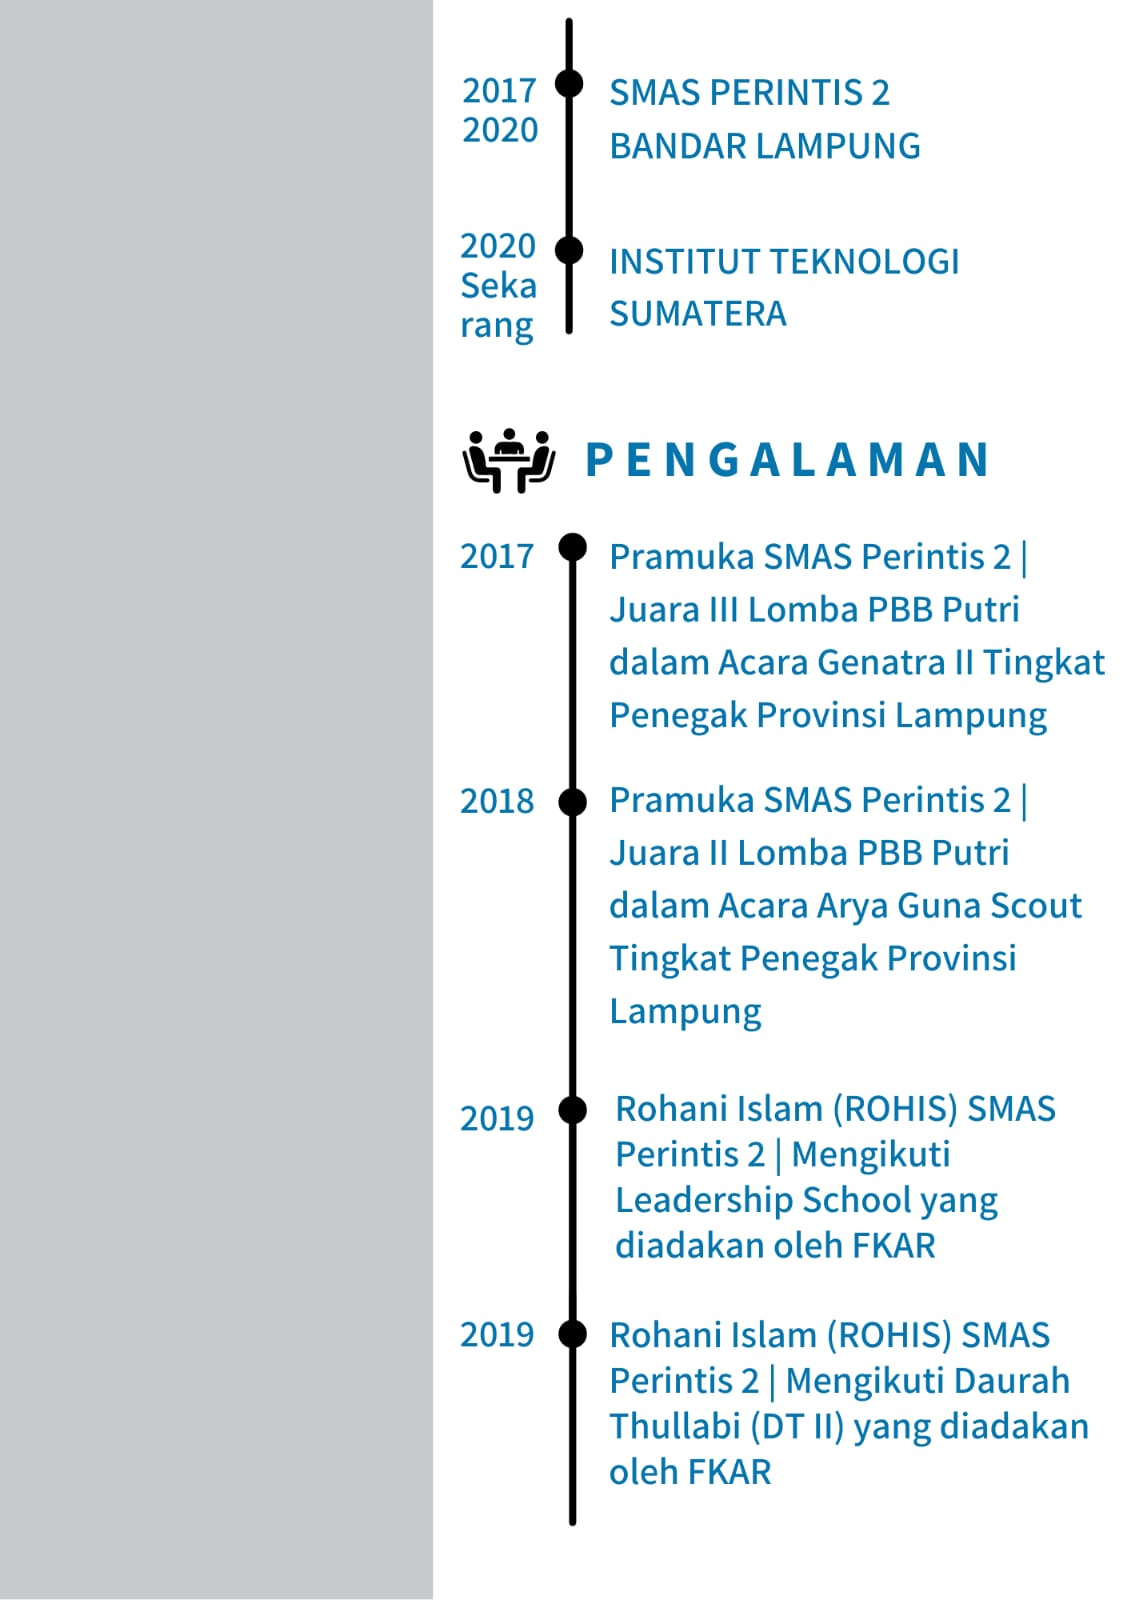 2017
2020
SMAS PERINTIS 2
BANDAR LAMPUNG
2020
Seka
rang
INSTITUT TEKNOLOGI
SUMATERA
PENGALAMAN
2017
Pramuka SMAS Perintis 2 |
Juara III Lomba PBB Putri
dalam Acara Genatra II Tingkat
Penegak Provinsi Lampung
2018
Pramuka SMAS Perintis 2 |
Juara II Lomba PBB Putri
dalam Acara Arya Guna Scout
Tingkat Penegak Provinsi
Lampung
2019
Rohani Islam (ROHIS) SMAS
Perintis 2 | Mengikuti
Leadership School yang
diadakan oleh FKAR
2019
Rohani Islam (ROHIS) SMAS
Perintis 2 | Mengikuti Daurah
Thullabi (DT II) yang diadakan
oleh FKAR